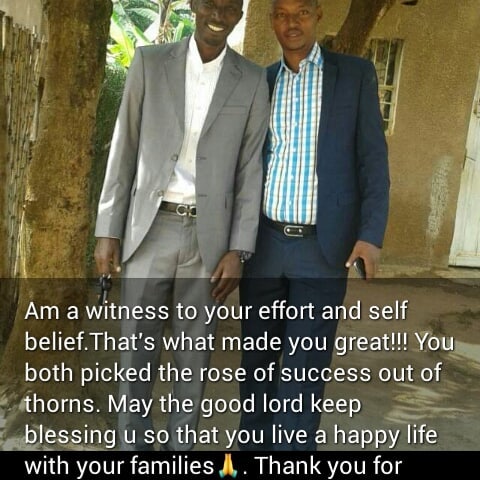 Am a witness to your effort and self
belief.That's what made you great!!! You
both picked the rose of success out of
thorns. May the good lord keep
blessing u so that you live a happy life
with your families🙏. Thank you for